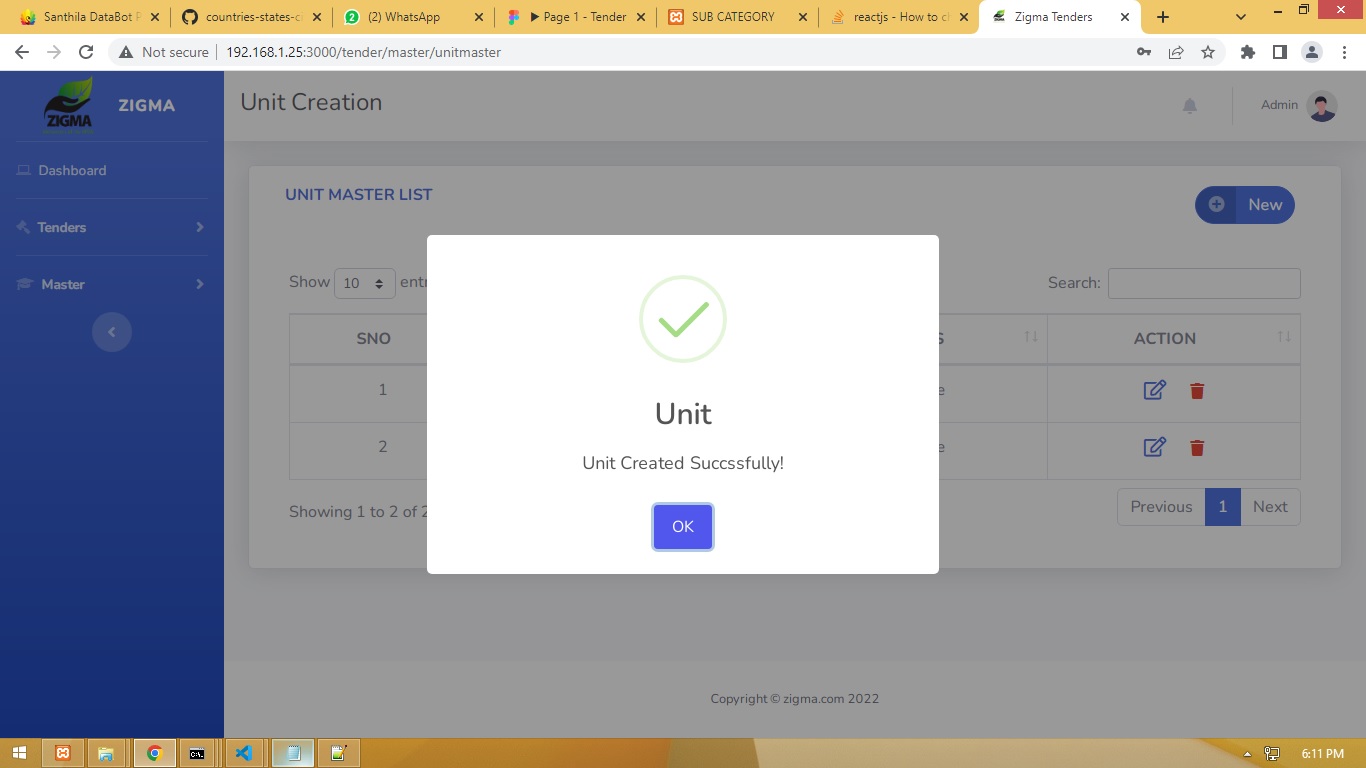 Santhila DataBot P
countries-states-ci
(2) WhatsApp
▶ Page 1 - Tender
SUB CATEGORY
reactjs - How to ch
Zigma Tenders
Not secure
192.168.1.25:3000/tender/master/unitmaster
ZIGMA
ZIGMA
Unit Creation
Admin
Dashboard
Tenders
Master
UNIT MASTER LIST
New
Show 10 entr
Search:
SNO
S
ACTION
1
e
2
e
Showing 1 to 2 of 2
Previous 1 Next
Unit
Unit Created Succssfully!
OK
Copyright © zigma.com 2022
6:11 PM